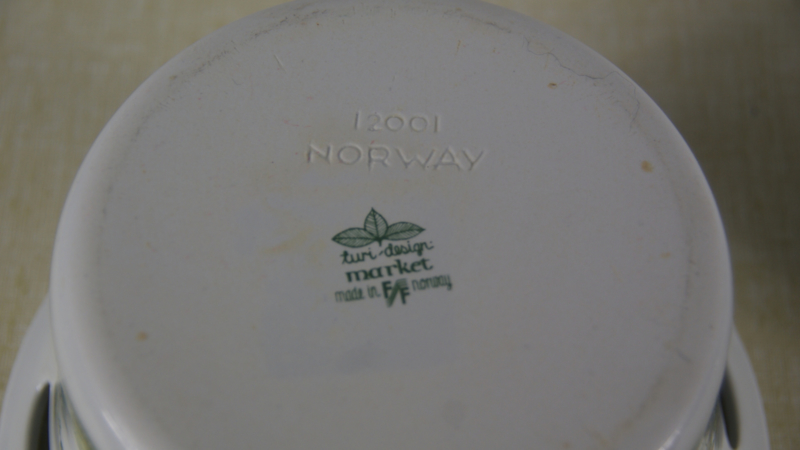 12001
NORWAY
turi-design
market
made in F/F norway